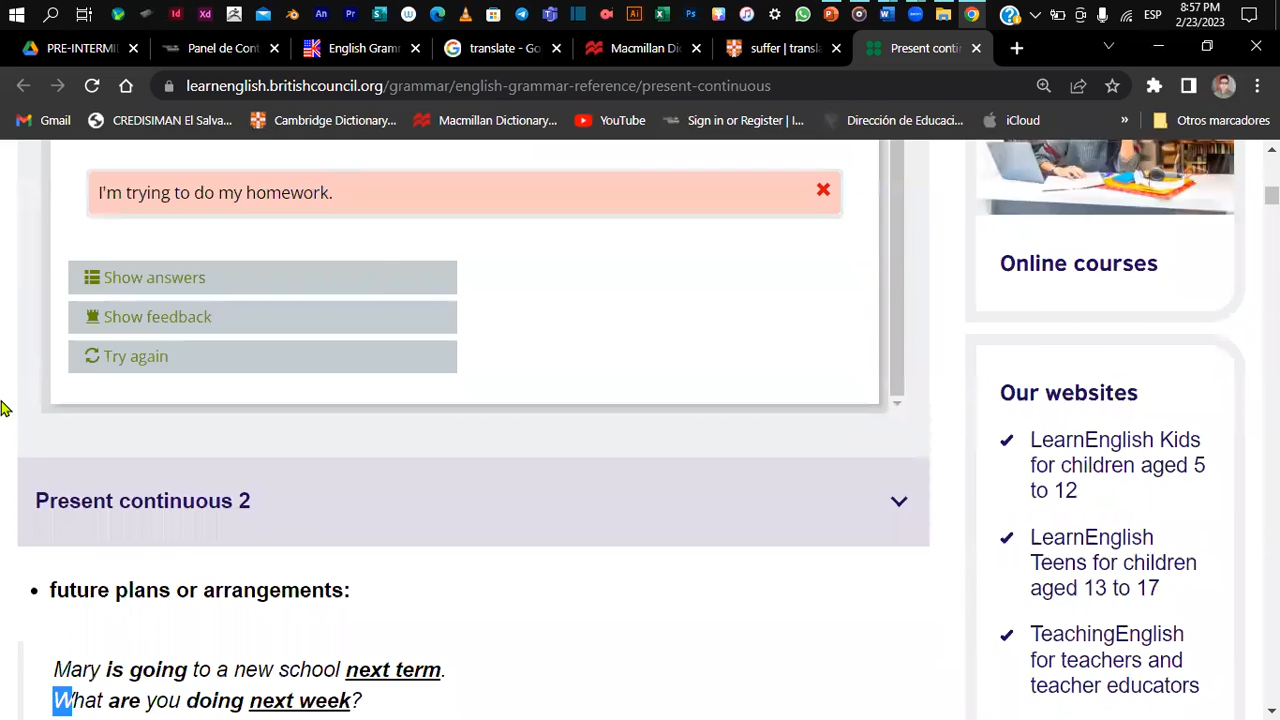 8:57 PM
ESP
2/23/2023
PRE-INTERMI
Panel de Cont
English Gramm
translate - Go
Macmillan Dic
suffer | transla
Present conti
learnenglish.britishcouncil.org/grammar/english-grammar-reference/present-continuous
Gmail
CREDISIMAN El Salva...
Cambridge Dictionary...
Macmillan Dictionary...
YouTube
Sign in or Register | I...
Dirección de Educaci...
iCloud
»
Otros marcadores
I'm trying to do my homework.
Show answers
Show feedback
Try again
Present continuous 2
• future plans or arrangements:
Mary is going to a new school next term.
What are you doing next week?
Online courses
Our websites
LearnEnglish Kids
for children aged 5
to 12
LearnEnglish
Teens for children
aged 13 to 17
TeachingEnglish
for teachers and
teacher educators